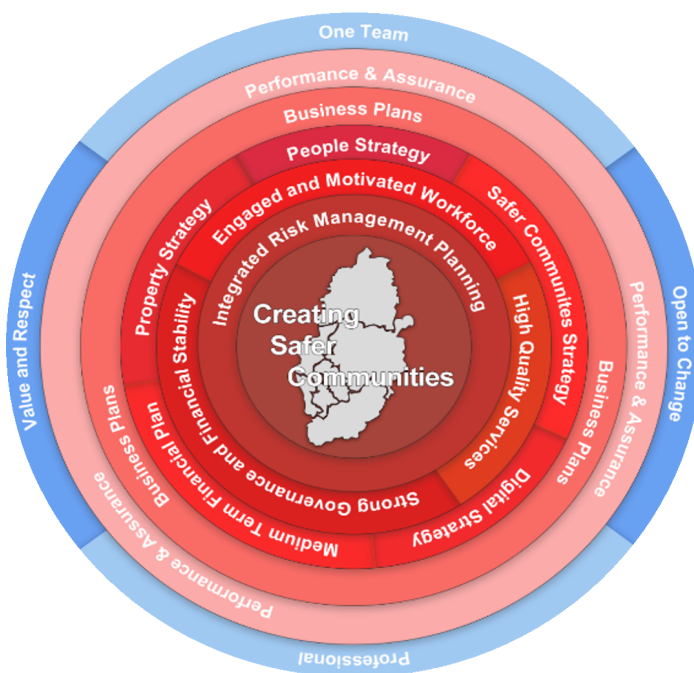 One Team
Performance & Assurance
Business Plans
People Strategy
Engaged and Motivated Workforce
Integrated Risk Management Planning
Creating
Safer
Communities
Property Strategy
Safer Communites Strategy
Strong Governance and Financial Stability
High Quality Services
Medium Term Financial Plan
Digital Strategy
Business Plans
Business Plans
Business Plan
Performance & Assurance
Performance & Assurance
Value and Respect
Open to Change
Professional